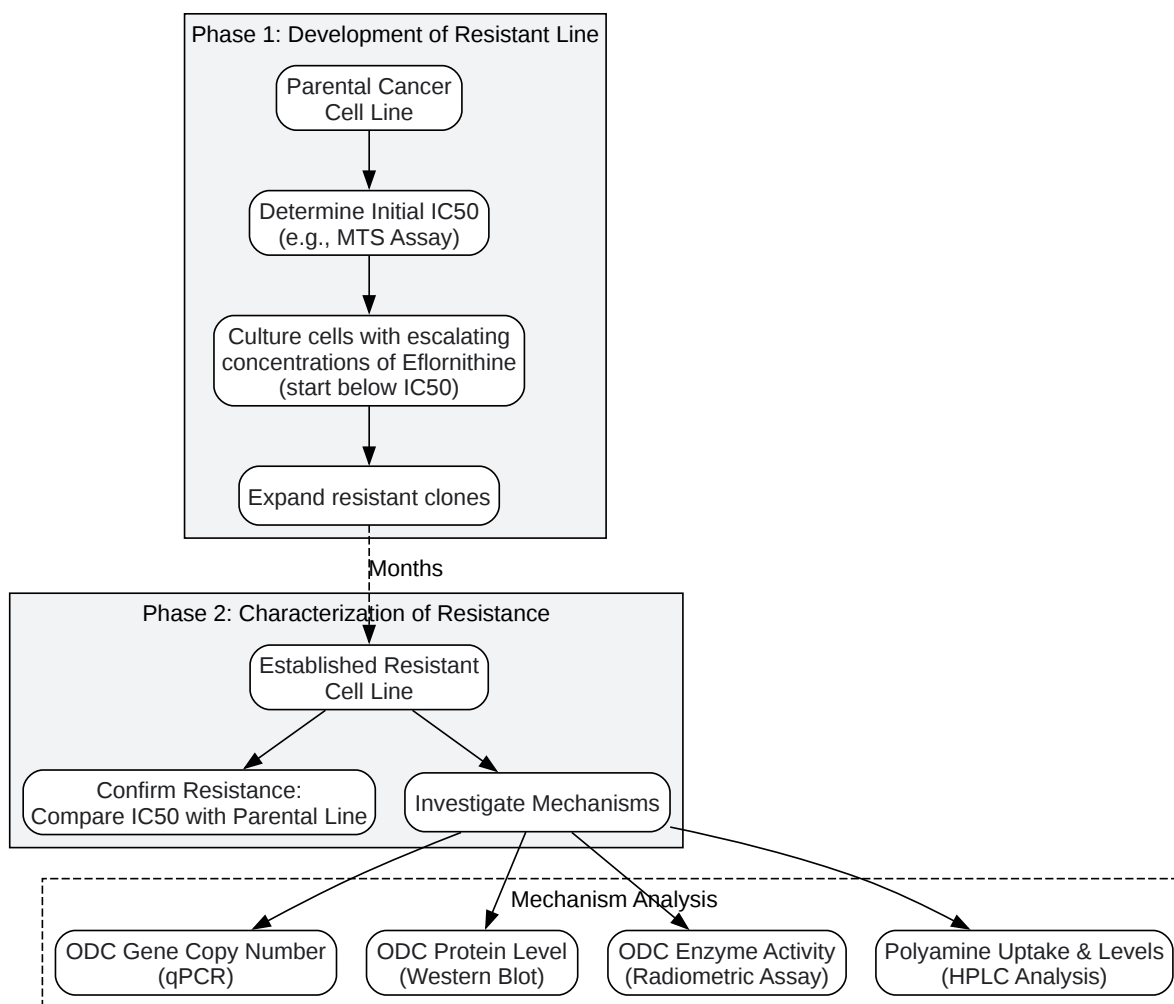 Phase 1: Development of Resistant Line
Parental Cancer
Cell Line
Determine Initial IC50
(e.g., MTS Assay)
Culture cells with escalating
concentrations of Eflornithine
(start below IC50)
Expand resistant clones
Months
Phase 2: Characterization of Resistance
Established Resistant
Cell Line
Confirm Resistance:
Compare IC50 with Parental Line
Investigate Mechanisms
Mechanism Analysis
ODC Gene Copy Number
(qPCR)
ODC Protein Level
(Western Blot)
ODC Enzyme Activity
(Radiometric Assay)
Polyamine Uptake & Levels
(HPLC Analysis)